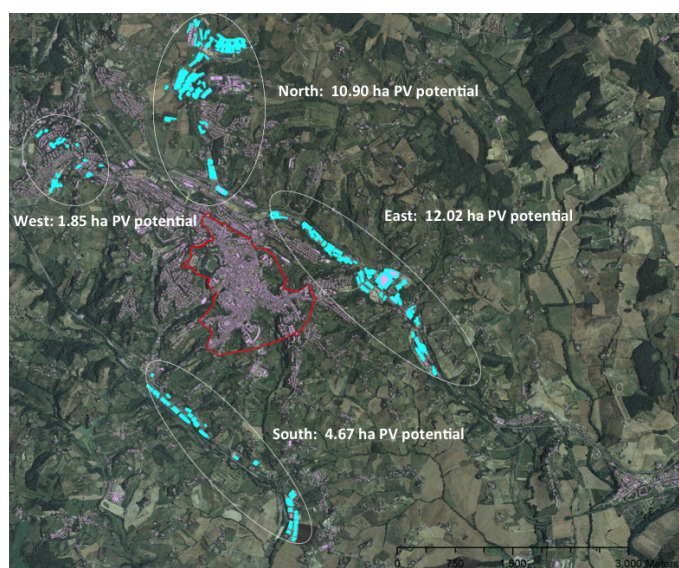 North: 10.90 ha PV potential
West: 1.85 ha PV potential
East: 12.02 ha PV potential
South: 4.67 ha PV potential
0 750 1,500 3,000 Meters